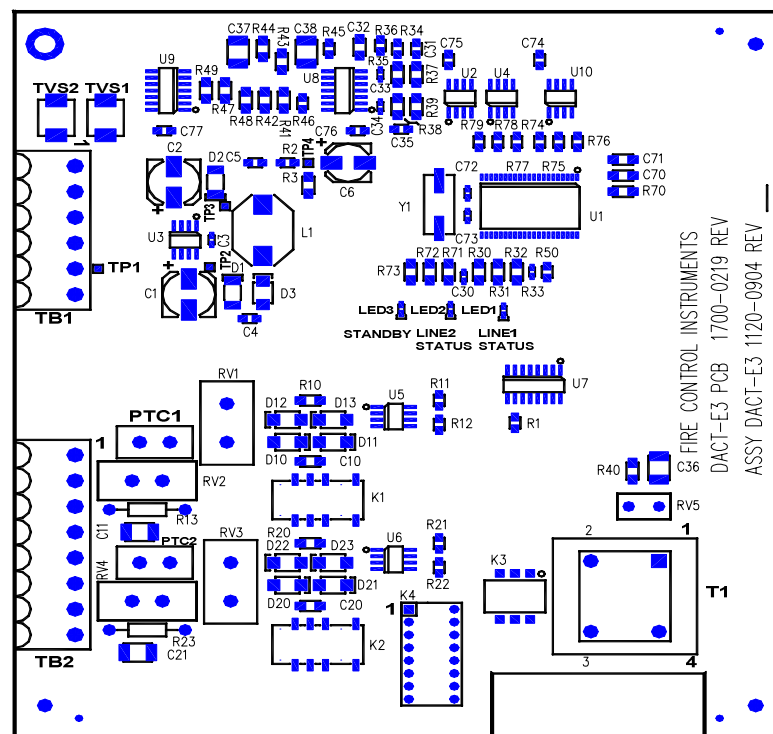 C37
R44
R43
C38
R45
C32
R36
R34
C31
C75
C74
U9
U8
R35
R37
U2
U4
U10
TVS2
TVS1
R49
R47
R48
R42
R41
R46
C33
C34
R39
R38
C35
C77
C76
TP4
R79
R78
R74
R76
1
C2
D2
C5
R2
R3
C6
C72
R77
R75
C71
C70
R70
TP3
Y1
U1
U3
C3
L1
C73
TP2
TP1
D1
D3
R73
R72
R71
R30
R32
R50
C30
R31
R33
C1
C4
TB1
LED3
LED2
LED1
STANDBY
LINE2
STATUS
LINE1
STATUS
FIRE CONTROL INSTRUMENTS
DACT-E3 PCB 1700-0219 REV
ASSY DACT-E3 1120-0904 REV
U7
RV1
R10
D12
D13
U5
R11
R12
R1
PTC1
1
D10
D11
C10
RV2
K1
R13
C11
R40
C36
RV5
PTC2
RV4
RV3
R20
D22
D23
U6
R21
R22
D20
D21
C20
K3
K4
1
2
1
T1
3
4
R23
C21
K2
TB2